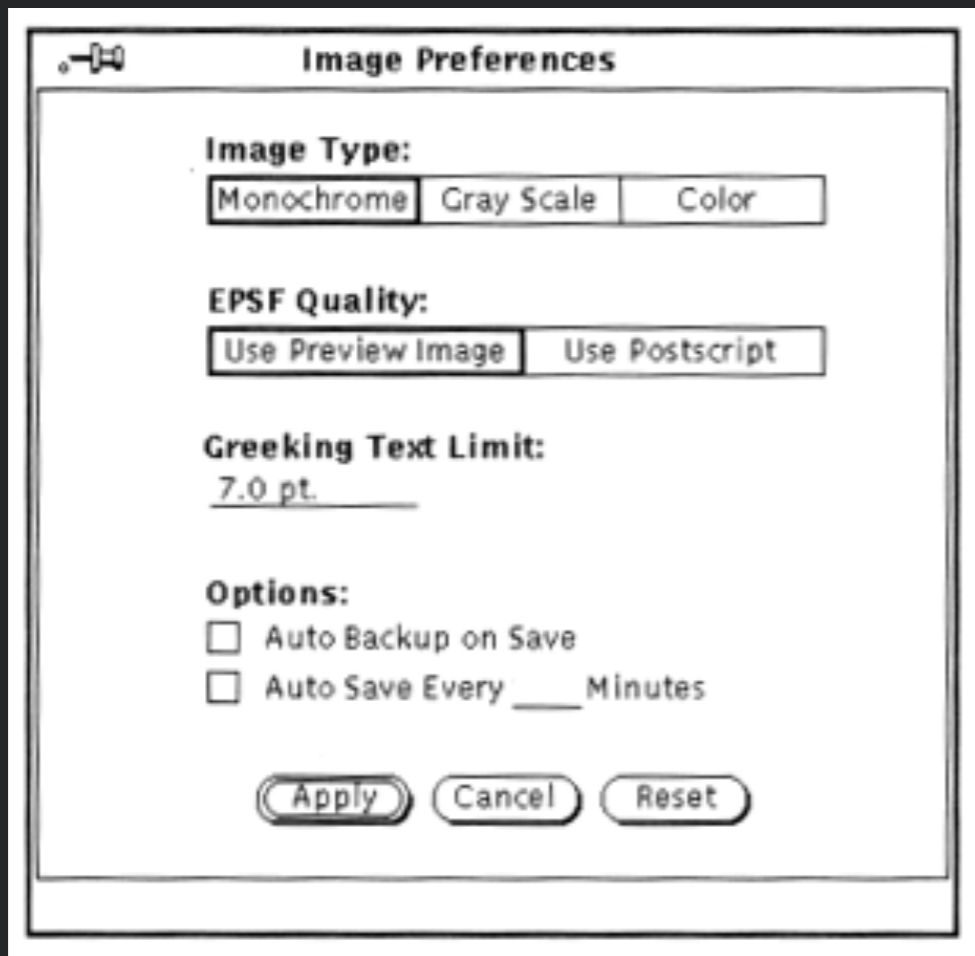 Image Preferences
Image Type:
Monochrome Gray Scale Color
EPSF Quality:
Use Preview Image Use Postscript
Greeking Text Limit:
7.0 pt.
Options:
Auto Backup on Save
Auto Save Every ____ Minutes
Apply Cancel Reset